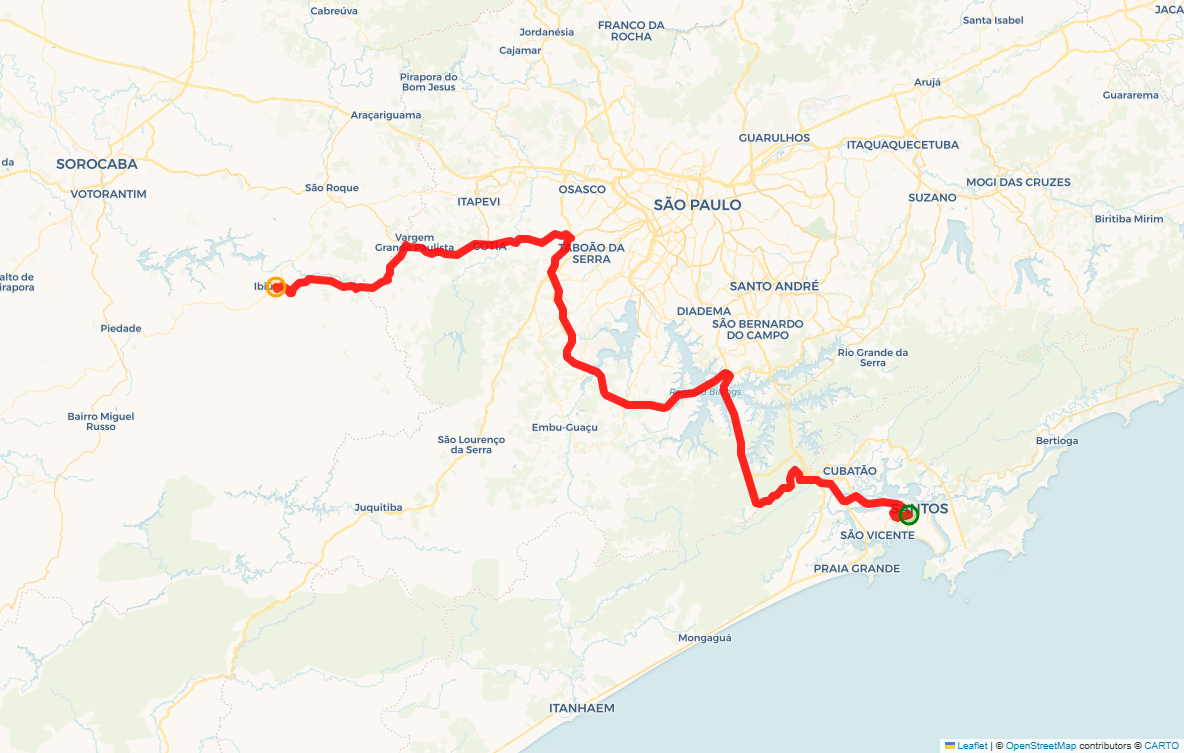 Cabreúva
FRANCO DA
ROCHA
Santa Isabel
JACA
Jordanésia
Cajamar
Pirapora do
Bom Jesus
Arujá
Guararema
Araçariguama
GUARULHOS
ITAQUAQUECETUBA
da
SOROCABA
VOTORANTIM
São Roque
OSASCO
ITAPEVI
SÃO PAULO
MOGI DAS CRUZES
SUZANO
Biritiba Mirim
Vargem
Grande Paulista
COTIA
TABOÃO DA
SERRA
alto de
irapora
SANTO ANDRÉ
DIADEMA
SÃO BERNARDO
DO CAMPO
Piedade
Rio Grande da
Serra
Bairro Miguel
Russo
Embu-Guaçu
São Lourenço
da Serra
Bertioga
CUBATÃO
Juquitiba
SÃO VICENTE
PRAIA GRANDE
Mongaguá
ITANHAEM
Leaflet | © OpenStreetMap contributors © CARTO